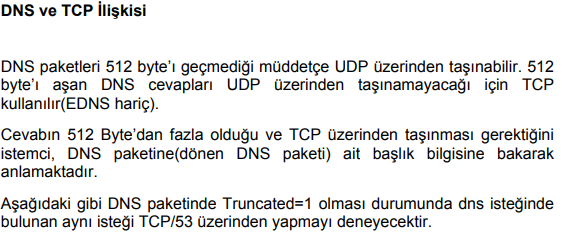 DNS ve TCP İlişkisi
DNS paketleri 512 byte’ı geçmediği müddetçe UDP üzerinden taşınabilir. 512
byte’ı aşan DNS cevapları UDP üzerinden taşınamayacağı için TCP
kullanılır(EDNS hariç).
Cevabın 512 Byte’dan fazla olduğu ve TCP üzerinden taşınması gerektiğini
istemci, DNS paketine(dönen DNS paketi) ait başlık bilgisine bakarak
anlamaktadır.
Aşağıdaki gibi DNS paketinde Truncated=1 olması durumunda dns isteğinde
bulunan aynı isteği TCP/53 üzerinden yapmayı deneyecektir.